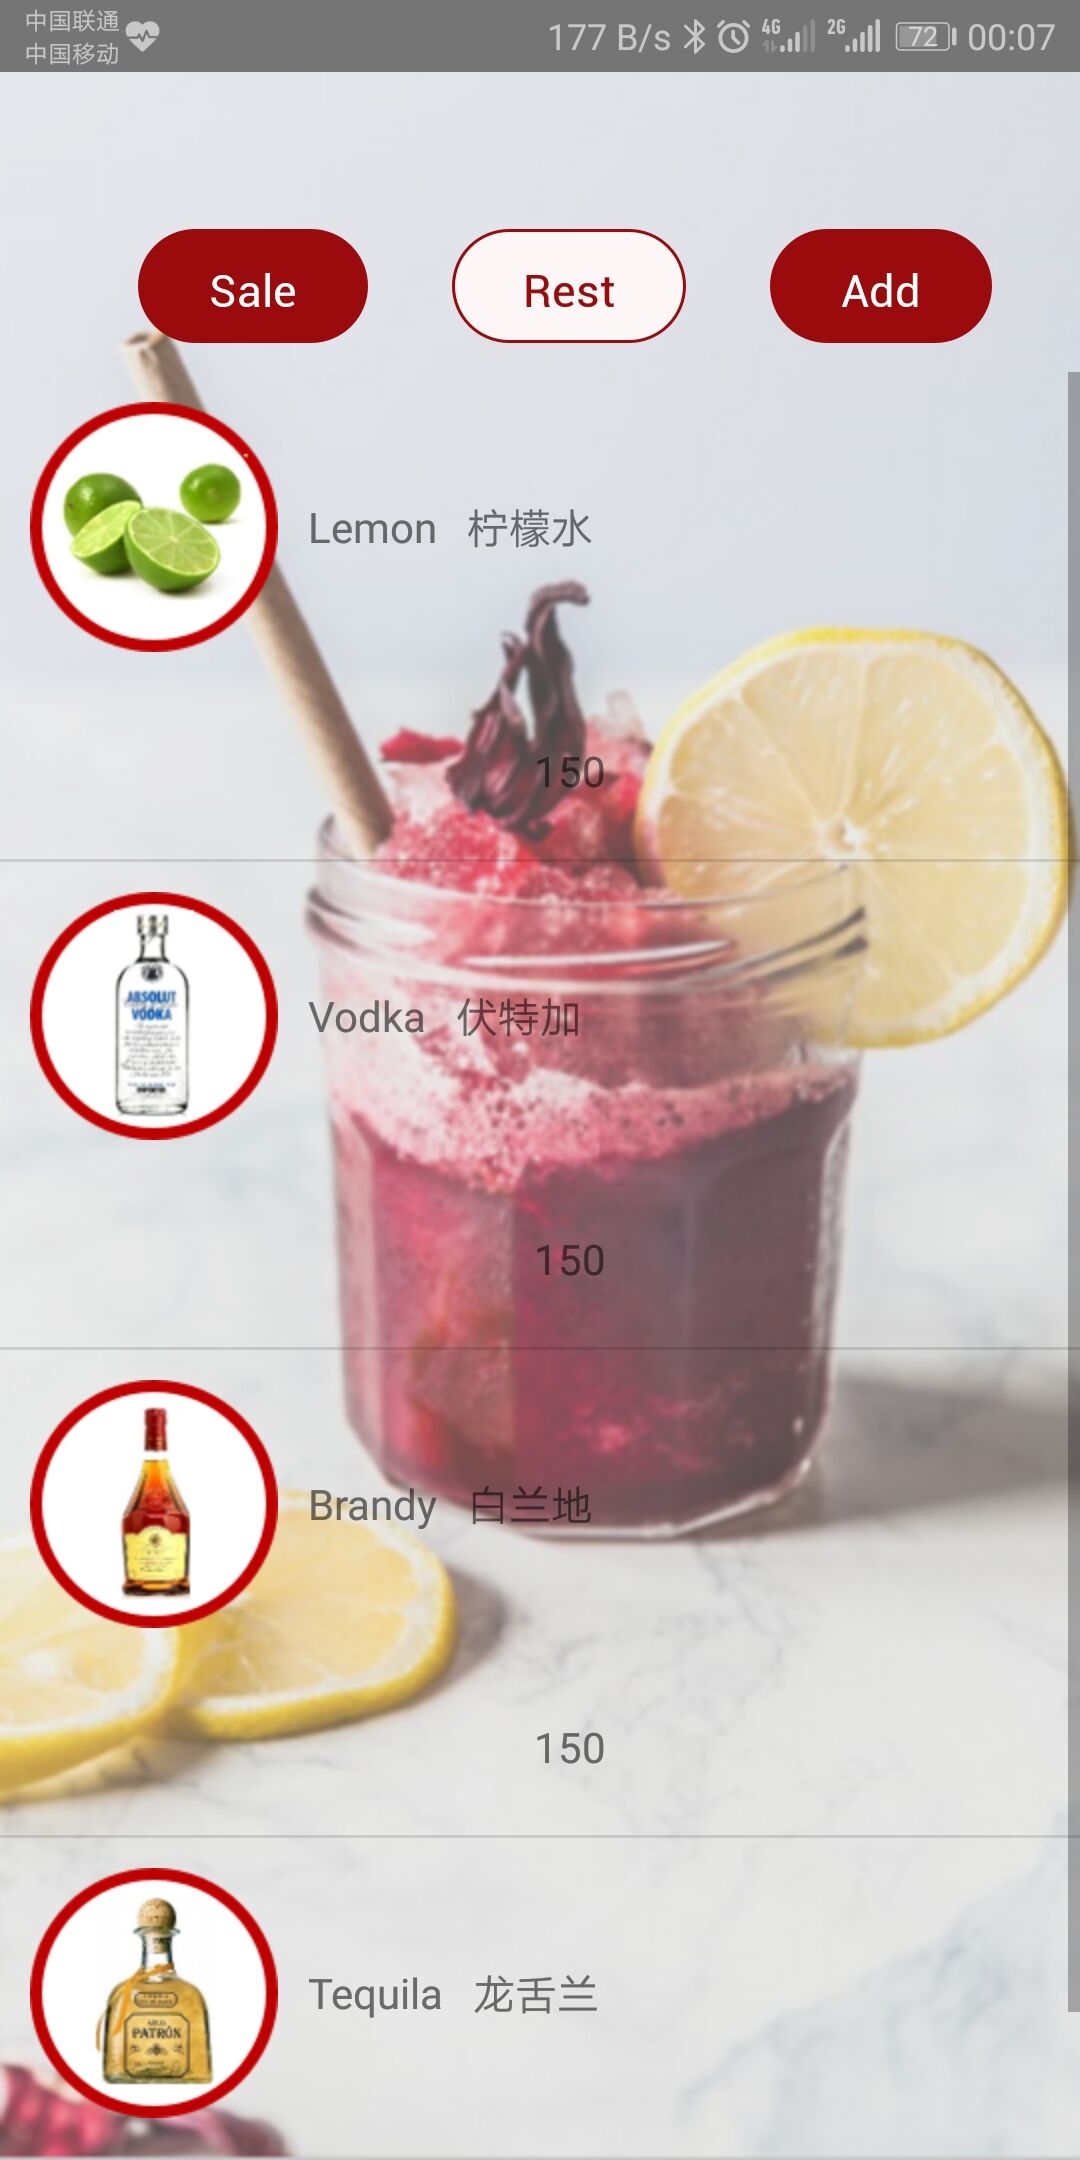 中国联通
中国移动
177 B/s 4G 2G 72 00:07
Sale Rest Add
Lemon 柠檬水
150
ABSOLUT
VODKA
Vodka 伏特加
150
Brandy 白兰地
150
PATRÓN
Tequila 龙舌兰